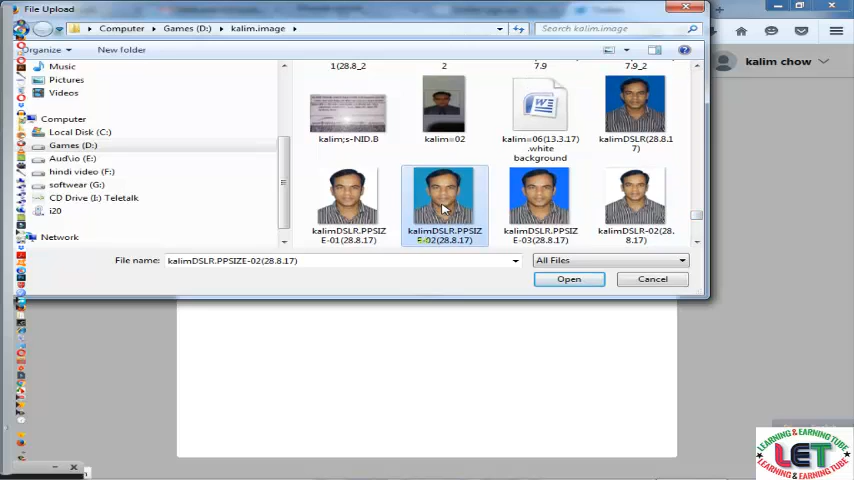 File Upload
Computer
Games (D:)
kalim.image
Search kalim.image
Organize
New folder
kalim chow
Music
Pictures
Videos
Computer
Local Disk (C:)
Games (D:)
Aud\io (E:)
hindi video (F:)
softwear (G:)
CD Drive (I:) Teletalk
i20
Network
1(28.8_2
2
7.9
7.9_2
kalim;s-NID.B
kalim=02
kalim=06(13.3.17)
.white
background
kalimDSLR(28.8.1
7)
kalimDSLR.PPSIZ
E-01(28.8.17)
kalimDSLR.PPSIZ
E-02(28.8.17)
kalimDSLR.PPSIZ
E-03(28.8.17)
kalimDSLR-02(28.
8.17)
File name:
kalimDSLR.PPSIZE-02(28.8.17)
All Files
Open
Cancel
LEARNING & EARNING TUBE
LET
LEARNING & EARNING TUBE